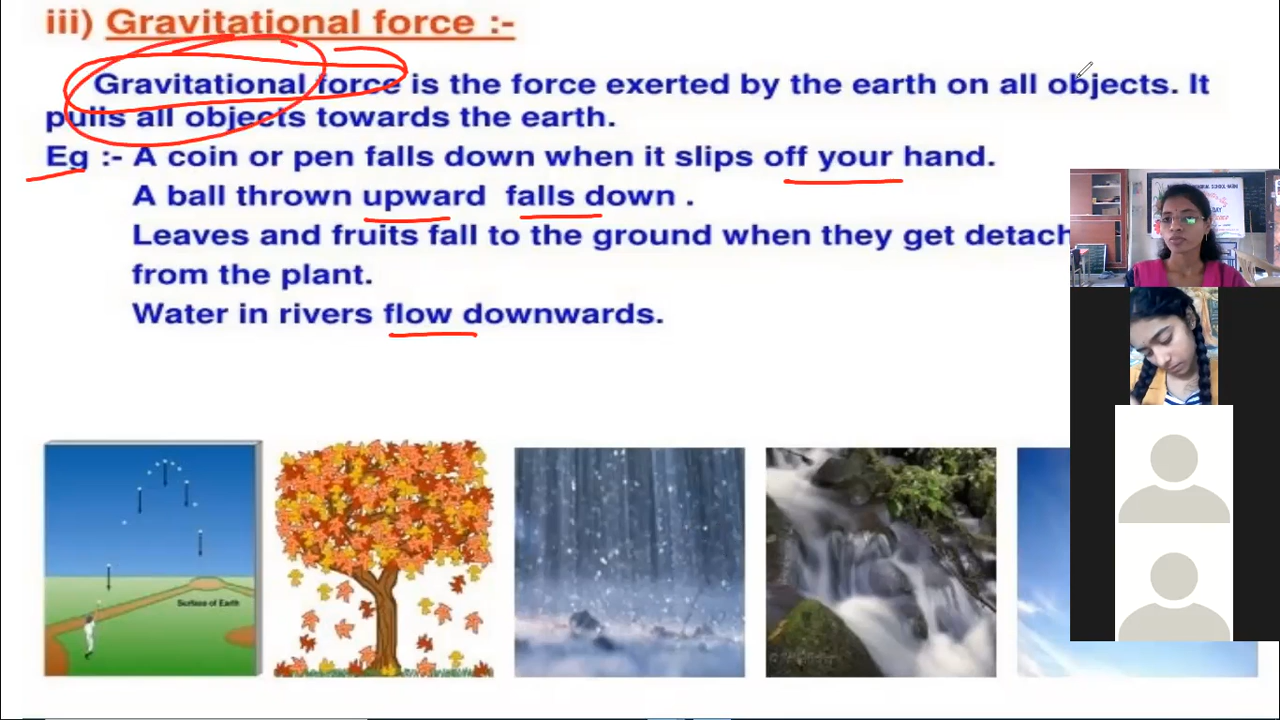 iii) Gravitational force :-
Gravitational force is the force exerted by the earth on all objects. It
pulls all objects towards the earth.
Eg :- A coin or pen falls down when it slips off your hand.
A ball thrown upward falls down .
Leaves and fruits fall to the ground when they get detach
from the plant.
Water in rivers flow downwards.
Surface of Earth